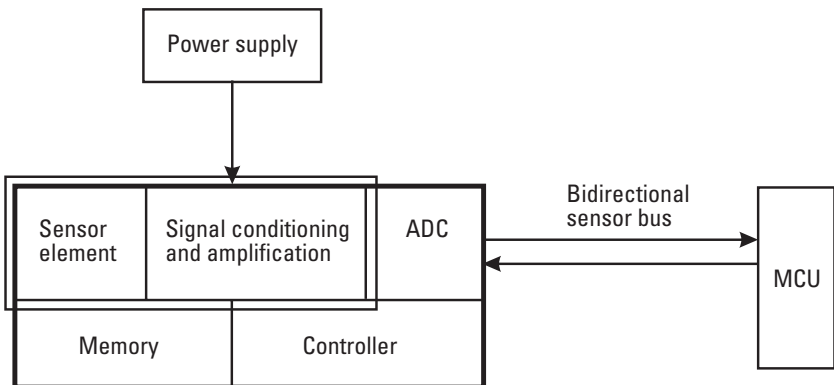 Power supply
Sensor
element
Signal conditioning
and amplification
ADC
Bidirectional
sensor bus
MCU
Memory
Controller